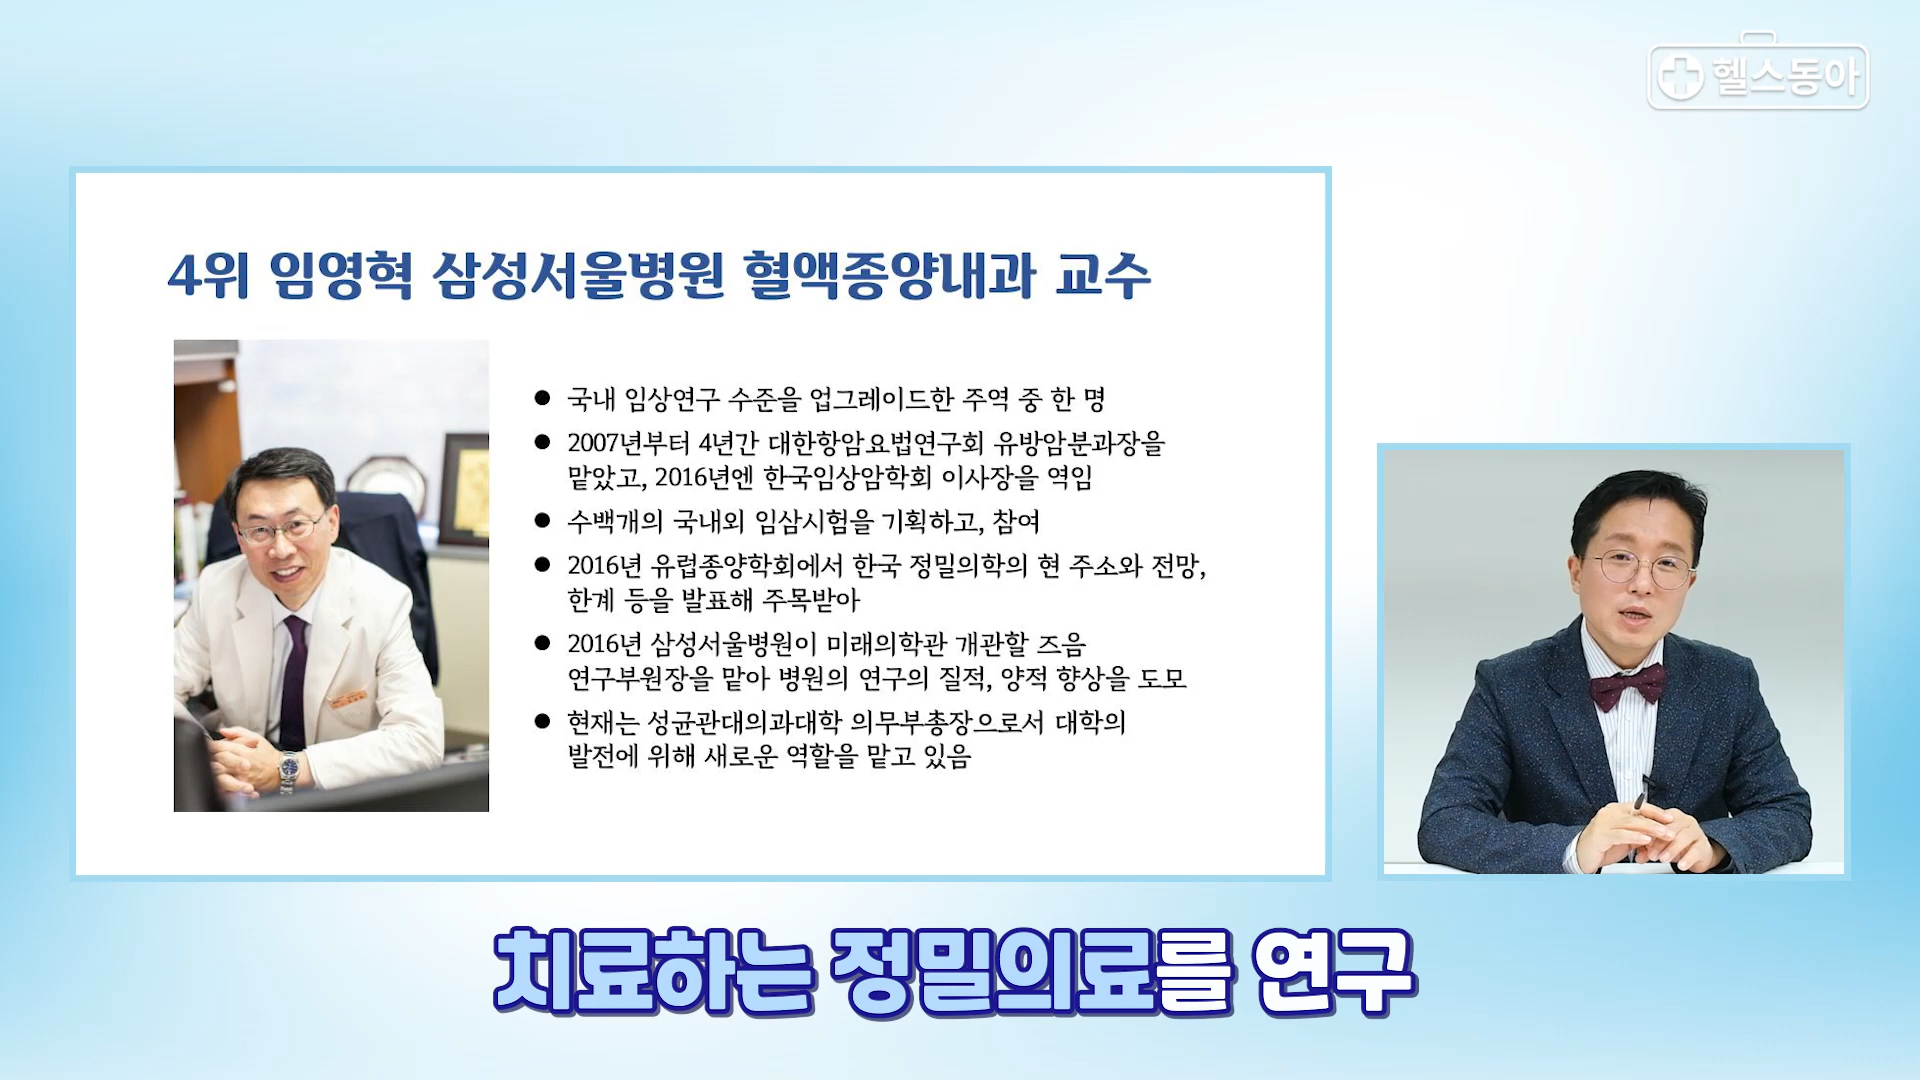 헬스동아
4위 임영혁 삼성서울병원 혈액종양내과 교수
● 국내 임상연구 수준을 업그레이드한 주역 중 한 명
● 2007년부터 4년간 대한항암요법연구회 유방암분과장을
맡았고, 2016년엔 한국임상암학회 이사장을 역임
● 수백개의 국내외 임삼시험을 기획하고, 참여
● 2016년 유럽종양학회에서 한국 정밀의학의 현 주소와 전망,
한계 등을 발표해 주목받아
● 2016년 삼성서울병원이 미래의학관 개관할 즈음
연구부원장을 맡아 병원의 연구의 질적, 양적 향상을 도모
● 현재는 성균관대의과대학 의무부총장으로서 대학의
발전에 위해 새로운 역할을 맡고 있음
치료하는 정밀의료를 연구